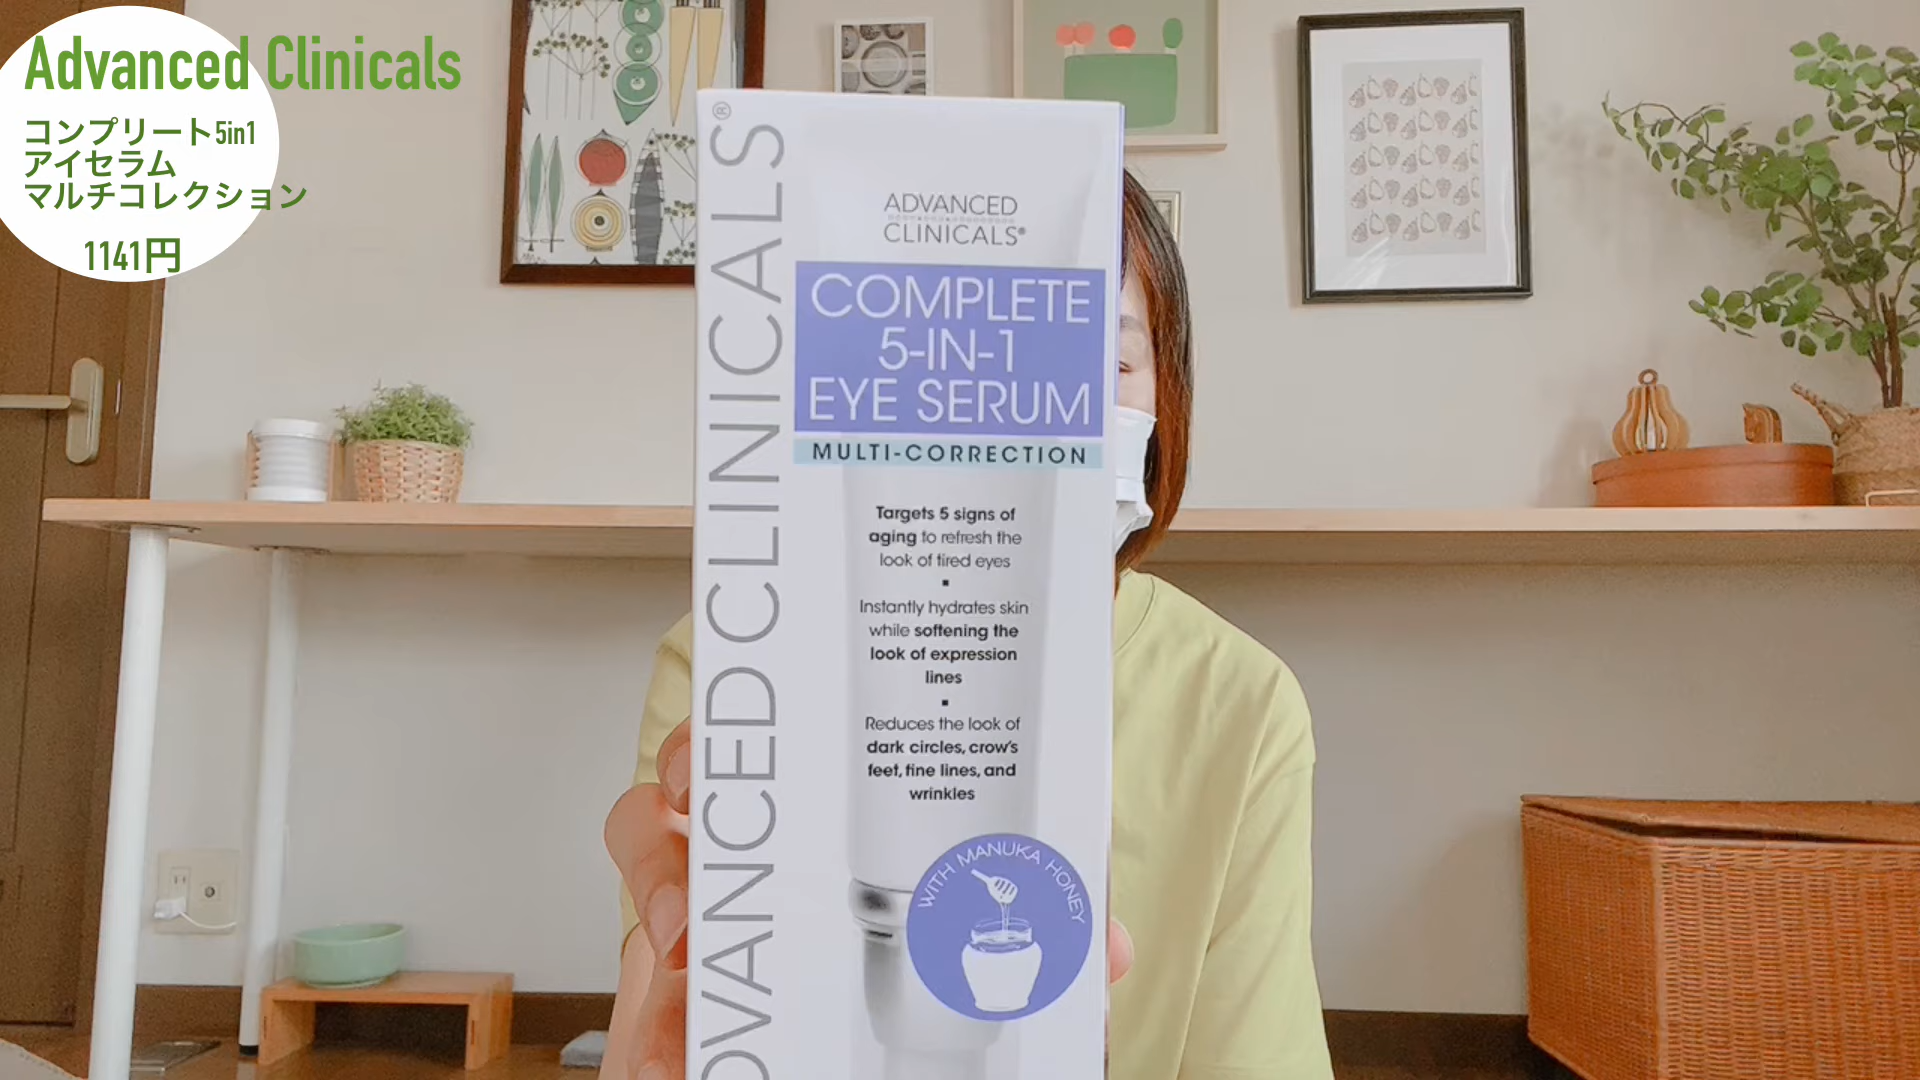 Advanced Clinicals
コンプリート5in1
アイセラム
マルチコレクション
1141円
ADVANCED CLINICALS®
ADVANCED
CLINICALS®
COMPLETE
5-IN-1
EYE SERUM
MULTI-CORRECTION
Targets 5 signs of
aging to refresh the
look of tired eyes
Instantly hydrates skin
while softening the
look of expression
lines
Reduces the look of
dark circles, crow's
feet, fine lines, and
wrinkles
WITH MANUKA HONEY